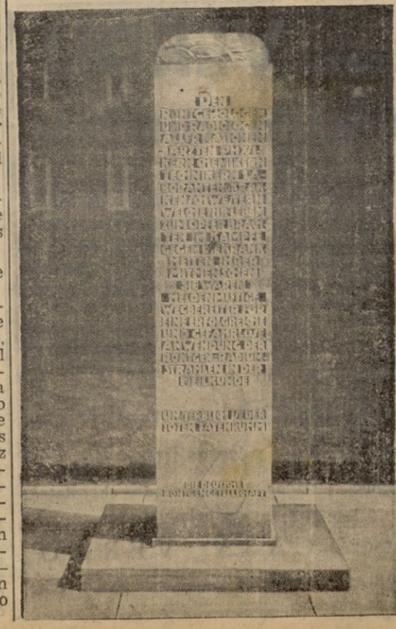 DEN
RÖNTGENOLOGEN
UND RADIOLOGEN
ALLER NATIONEN
ÄRZTEN PHYSI-
KERN CHEMIKERN
TECHNIKERN LA-
BORANTEN KRAN-
KENSCHWESTERN
WELCHE IHR LEBEN
ZUM OPFER BRACH-
TEN IM KAMPFE
GEGEN DIE KRANK-
HEITEN IHRER
MITMENSCHEN
SIE WAREN
HELDENMÜTIGE
WEGBEREITER FÜR
EINE ERFOLGREICHE
UND GEFAHRLOSE
ANWENDUNG DER
RÖNTGEN-RADIUM-
STRAHLEN IN DER
HEILKUNDE
UNSTERBLICH IST DER
TOTEN TATENRUHM
DIE DEUTSCHE
RÖNTGENGESELLSCHAFT